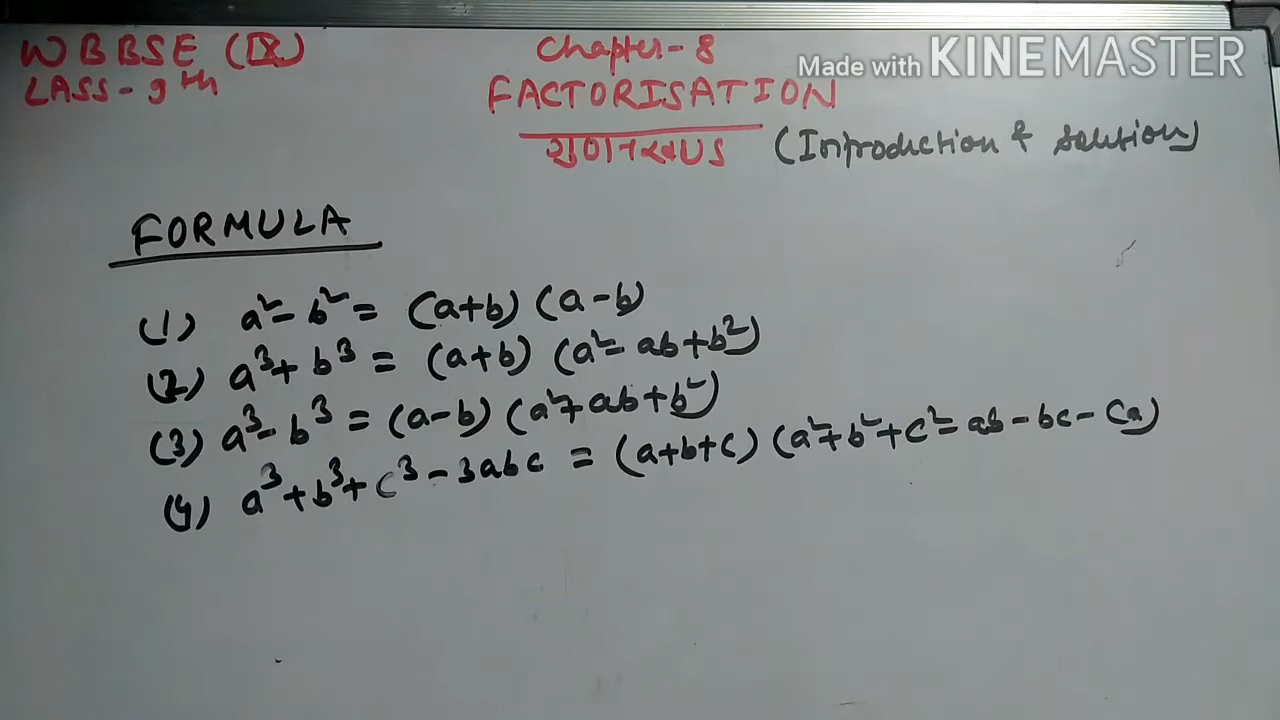 WBBSE (IX)
LASS - 9th
Chapter - 8
FACTORISATION
गुणनखण्ड (Introduction & solution)
Made with KINEMASTER
FORMULA
(1) a² - b² = (a+b) (a-b)
(2) a³ + b³ = (a+b) (a² - ab + b²)
(3) a³ - b³ = (a-b) (a² + ab + b²)
(4) a³ + b³ + c³ - 3abc = (a+b+c) (a² + b² + c² - ab - bc - ca)